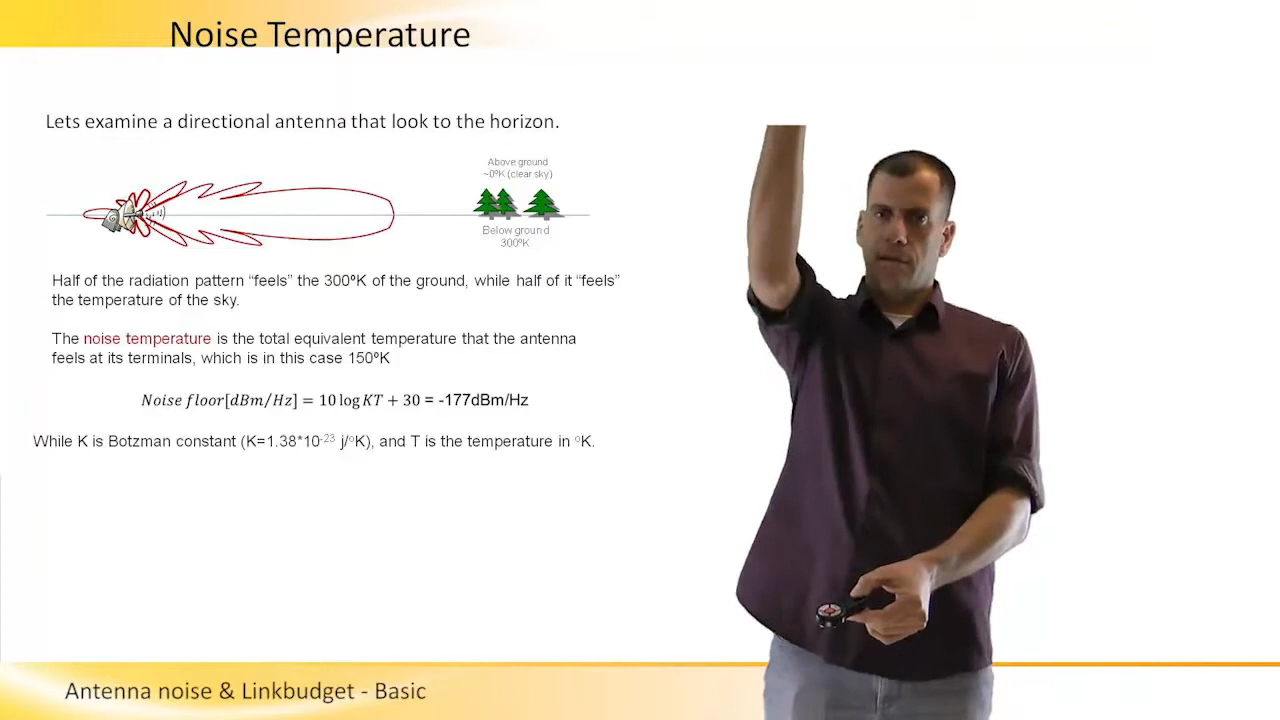 Noise Temperature
Lets examine a directional antenna that look to the horizon.
Above ground
~0ºK (clear sky)
Below ground
300ºK
Half of the radiation pattern “feels” the 300ºK of the ground, while half of it “feels”
the temperature of the sky.
The noise temperature is the total equivalent temperature that the antenna
feels at its terminals, which is in this case 150ºK
Noise floor[dBm/Hz] = 10 log KT + 30 = -177dBm/Hz
While K is Botzman constant (K=1.38*10⁻²³ j/ºK), and T is the temperature in ºK.
Antenna noise & Linkbudget - Basic